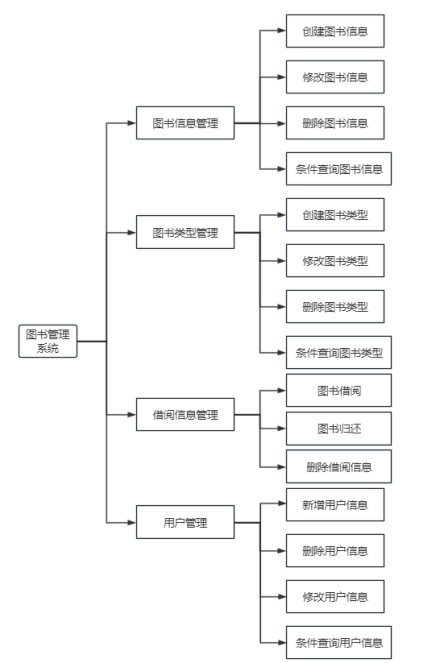 创建图书信息
修改图书信息
图书信息管理
删除图书信息
条件查询图书信息
创建图书类型
图书类型管理
修改图书类型
删除图书类型
图书管理
系统
条件查询图书类型
图书借阅
借阅信息管理
图书归还
删除借阅信息
新增用户信息
用户管理
删除用户信息
修改用户信息
条件查询用户信息